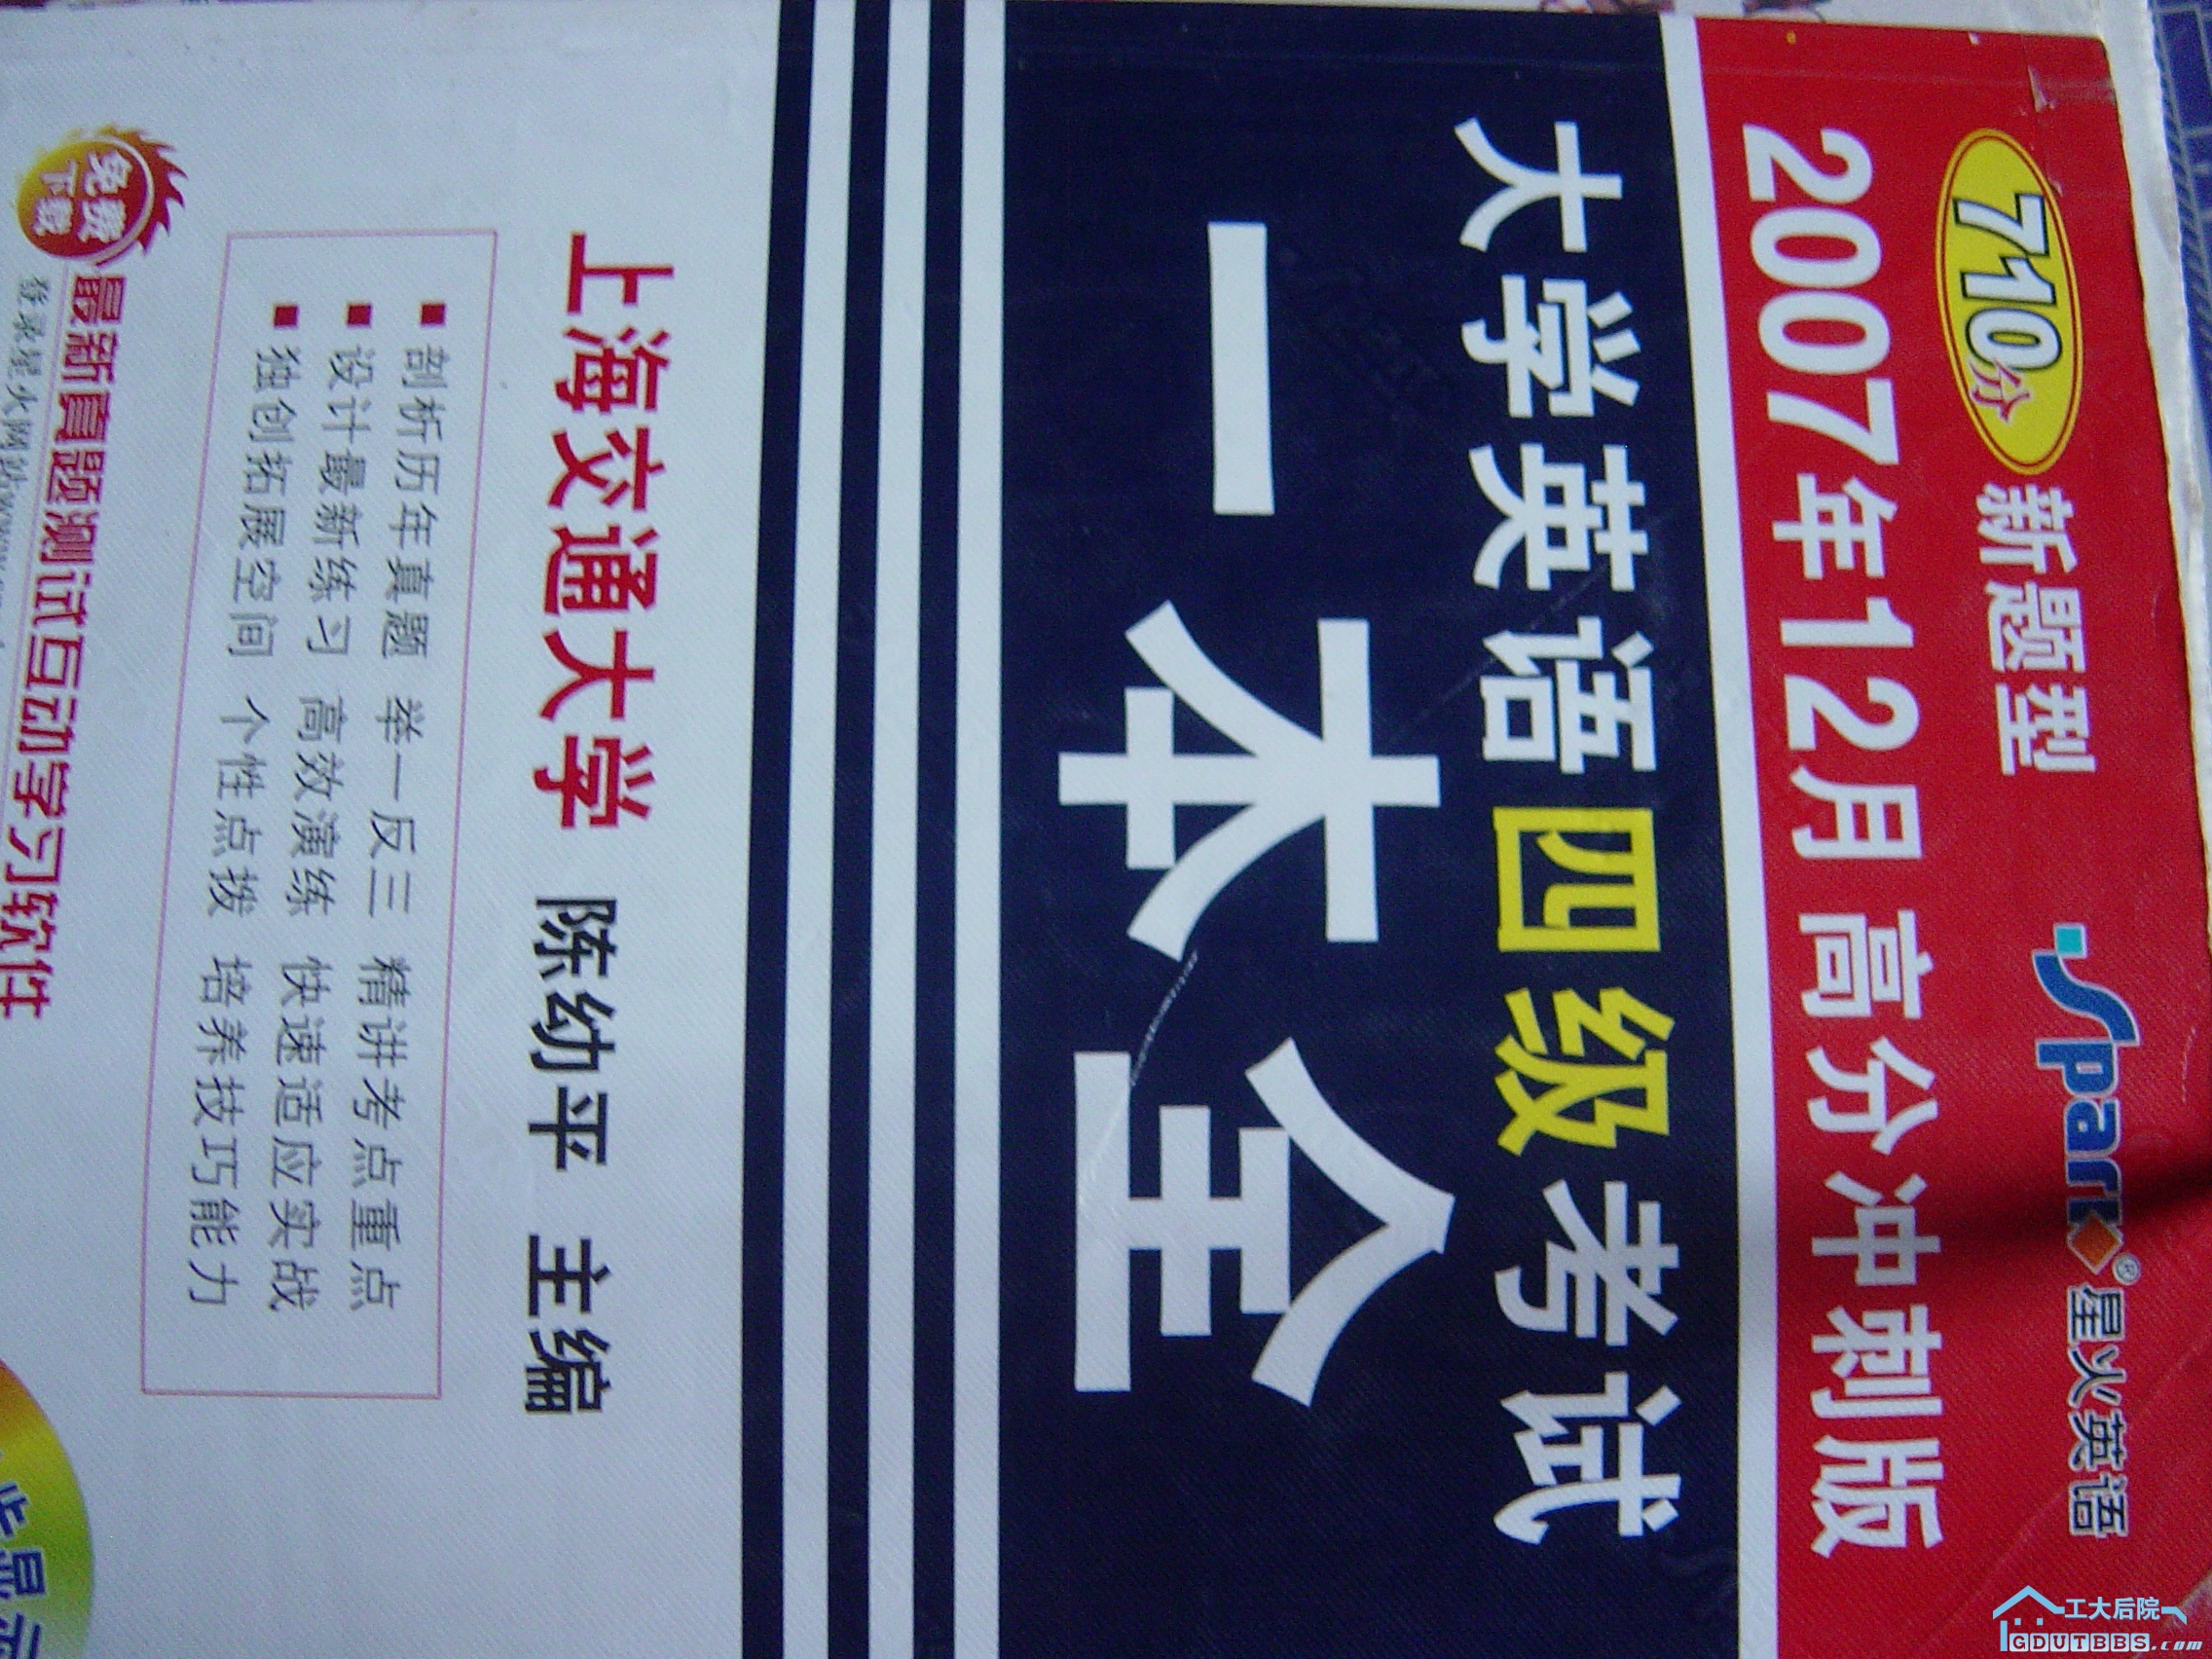 710分 新题型 Spark® 星火英语
2007年12月高分冲刺版
大学英语四级考试
一本全
上海交通大学 陈幼平 主编
■ 剖析历年真题 举一反三 精讲考点重点
■ 设计最新练习 高效演练 快速适应实战
■ 独创拓展空间 个性点拨 培养技巧能力
免费
下载
最新真题测试互动学习软件
登录星火网站
工大后院
GDUTBBS.com